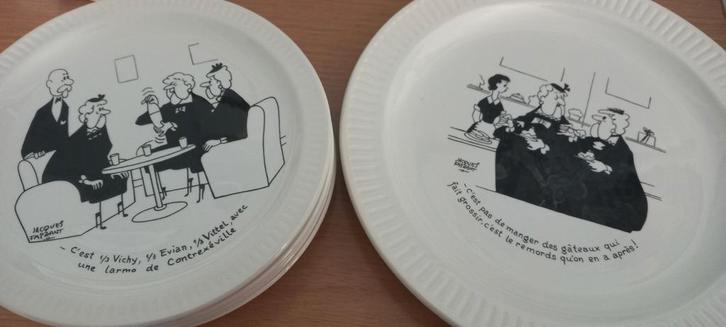 JACQUES
FAIZANT
- C'est 1/3 Vichy, 1/3 Evian, 1/3 Vittel, avec
une larme de Contrexéville
JACQUES
FAIZANT
- C'est pas de manger des gâteaux qui
fait grossir, c'est le remords qu'on en a après!